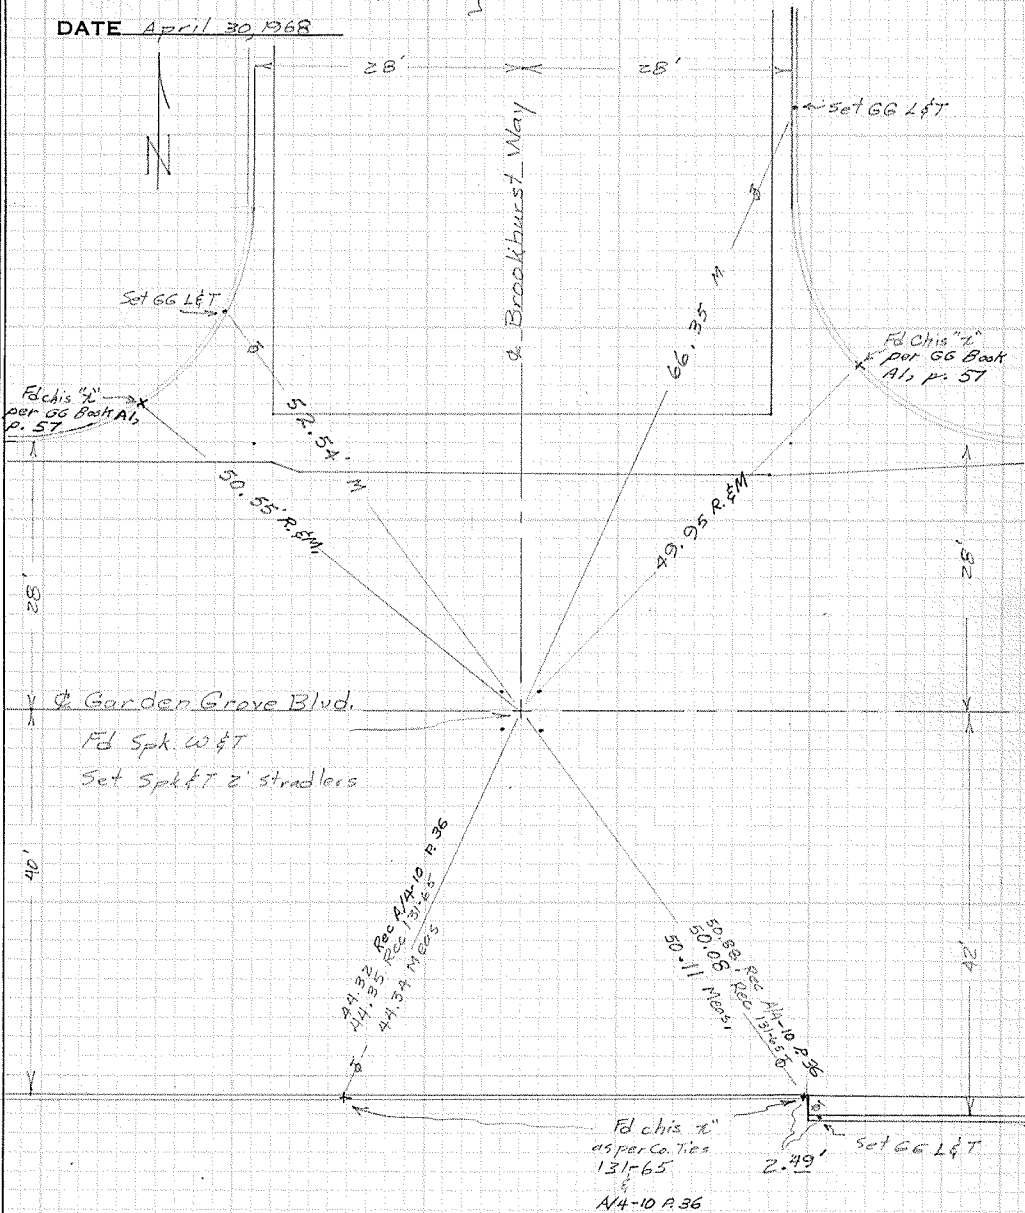 DATE April 30, 1968
28'
28'
N
Set GG L&T
℄ Brookhurst Way
Set GG L&T
66.35 M
Fd Chis "x"
per GG Book
A1, p. 57
Fd chis "x"
per GG Book A1,
p. 57
52.54' M
50.55' R.&M.
49.95 R.&M
28'
28'
℄ Garden Grove Blvd.
Fd Spk. W&T
Set Spk&T 2' stradlers
40'
42'
44.32 Rec A/4-10 P. 36
44.35 Rec 131-65
44.34 Meas
Rec A/4-10 P. 36
50.08 Rec 131-65
50.11 Meas.
Fd chis "x"
as per Co. Ties
131-65
&
A/4-10 P. 36
2.49'
Set GG L&T